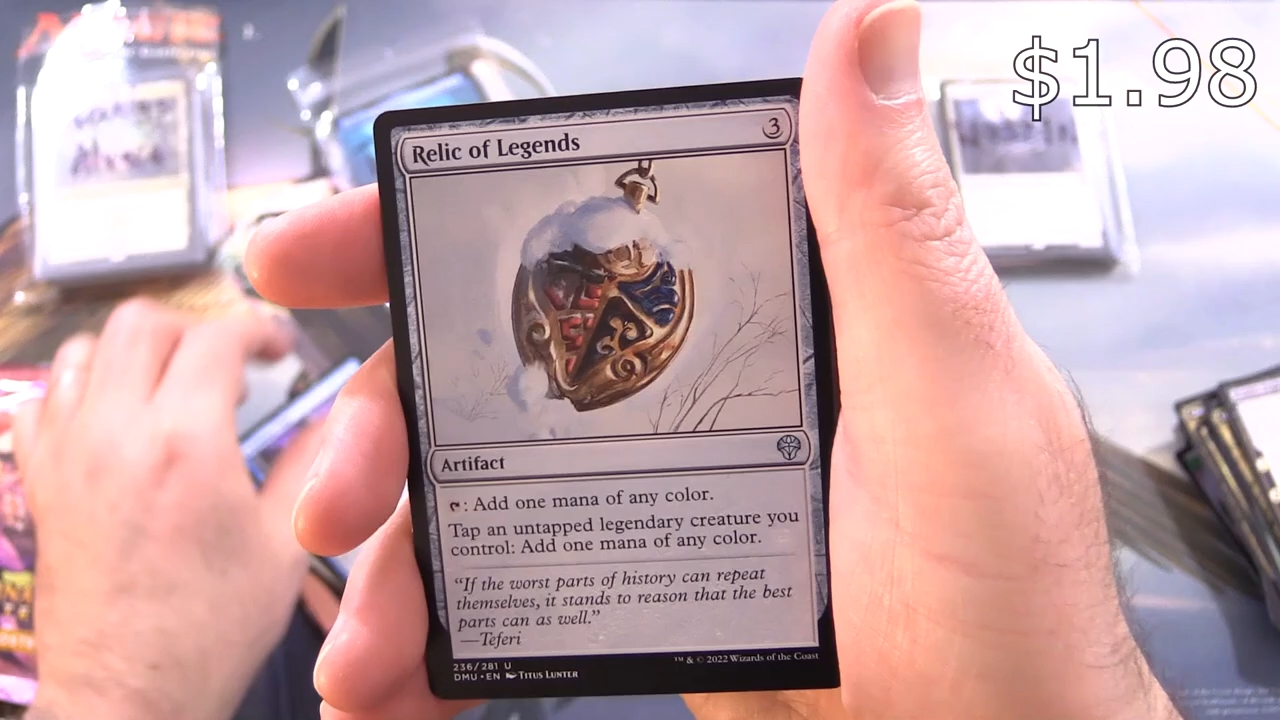 $1.98
Relic of Legends
3
Artifact
: Add one mana of any color.
Tap an untapped legendary creature you
control: Add one mana of any color.
“If the worst parts of history can repeat
themselves, it stands to reason that the best
parts can as well.”
—Teferi
236/281 U
DMU • EN TITUS LUNTER
™ & © 2022 Wizards of the Coast